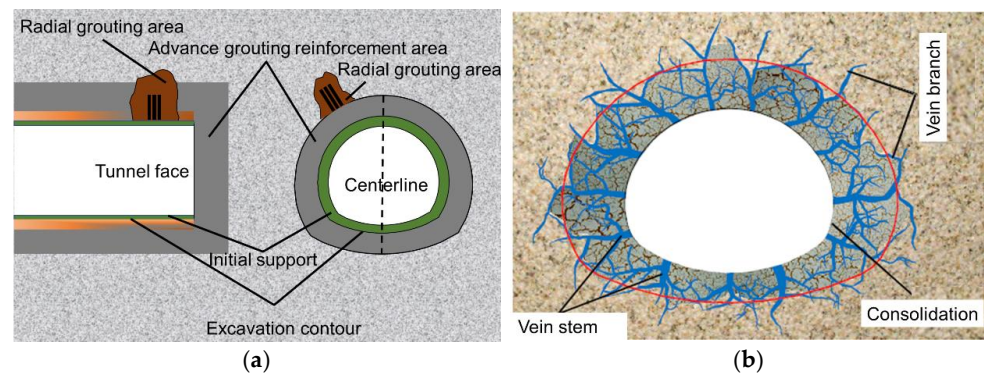 Radial grouting area
Advance grouting reinforcement area
Radial grouting area
Tunnel face
Centerline
Initial support
Excavation contour
(a)
Vein branch
Vein stem
Consolidation
(b)